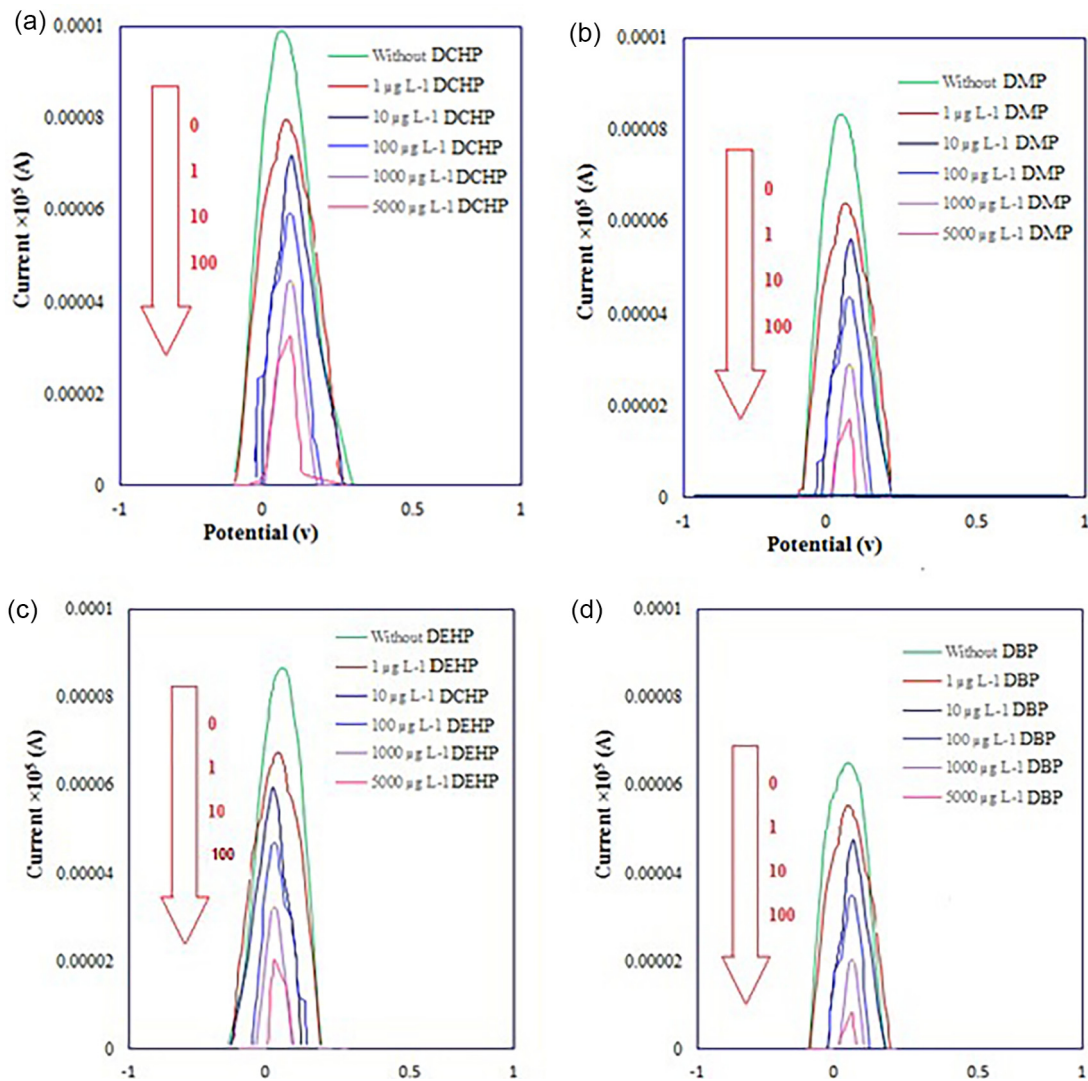 (a)
0.0001
0.00008
0.00006
0.00004
0.00002
0
Current ×10⁵ (A)
Without DCHP
1 µg L-1 DCHP
10 µg L-1 DCHP
100 µg L-1 DCHP
1000 µg L-1 DCHP
5000 µg L-1 DCHP
0
1
10
100
-1
0
0.5
1
Potential (v)
(b)
0.0001
0.00008
0.00006
0.00004
0.00002
0
Current ×10⁵ (A)
Without DMP
1 µg L-1 DMP
10 µg L-1 DMP
100 µg L-1 DMP
1000 µg L-1 DMP
5000 µg L-1 DMP
0
1
10
100
-1
0
0.5
1
Potential (v)
(c)
0.0001
0.00008
0.00006
0.00004
0.00002
0
Current ×10⁵ (A)
Without DEHP
1 µg L-1 DEHP
10 µg L-1 DCHP
100 µg L-1 DEHP
1000 µg L-1 DEHP
5000 µg L-1 DEHP
0
1
10
100
-1
0
0.5
1
(d)
0.0001
0.00008
0.00006
0.00004
0.00002
0
Current ×10⁵ (A)
Without DBP
1 µg L-1 DBP
10 µg L-1 DBP
100 µg L-1 DBP
1000 µg L-1 DBP
5000 µg L-1 DBP
0
1
10
100
-1
0
0.5
1